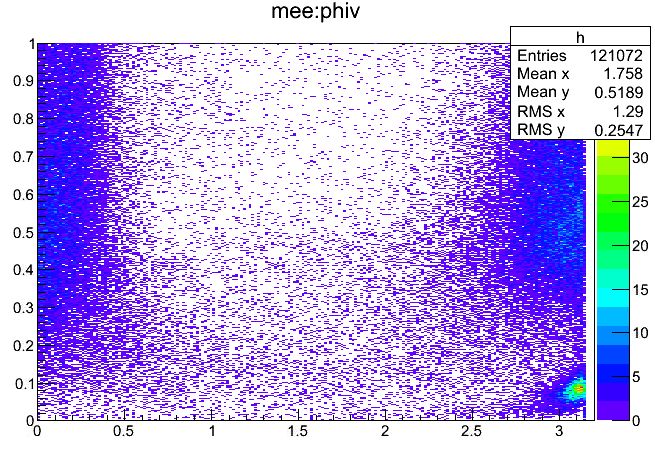 mee:phiv
h
Entries 121072
Mean x 1.758
Mean y 0.5189
RMS x 1.29
RMS y 0.2547
1
0.9
0.8
0.7
0.6
0.5
0.4
0.3
0.2
0.1
0
0 0.5 1 1.5 2 2.5 3
30
25
20
15
10
5
0